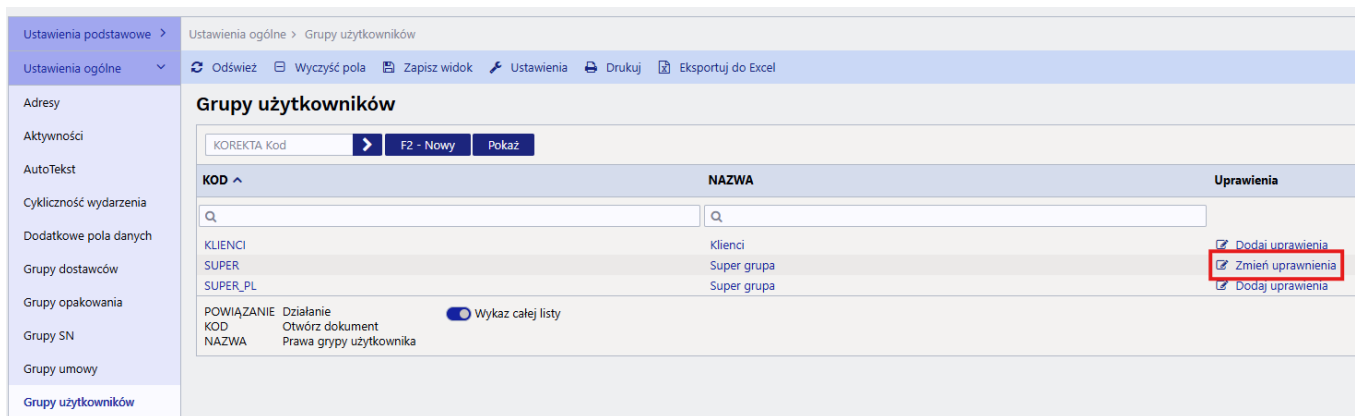 Ustawienia podstawowe
Ustawienia ogólne > Grupy użytkowników
Ustawienia ogólne
Odśwież Wyczyść pola Zapisz widok Ustawienia Drukuj Eksportuj do Excel
Adresy
Aktywności
AutoTekst
Cykliczność wydarzenia
Dodatkowe pola danych
Grupy dostawców
Grupy opakowania
Grupy SN
Grupy umowy
Grupy użytkowników
Grupy użytkowników
KOREKTA Kod F2 - Nowy Pokaż
KOD NAZWA Uprawienia
KLIENCI Klienci Dodaj uprawienia
SUPER Super grupa Zmień uprawnienia
SUPER_PL Super grupa Dodaj uprawienia
POWIĄZANIE Działanie Wykaz całej listy
KOD Otwórz dokument
NAZWA Prawa grypy użytkownika